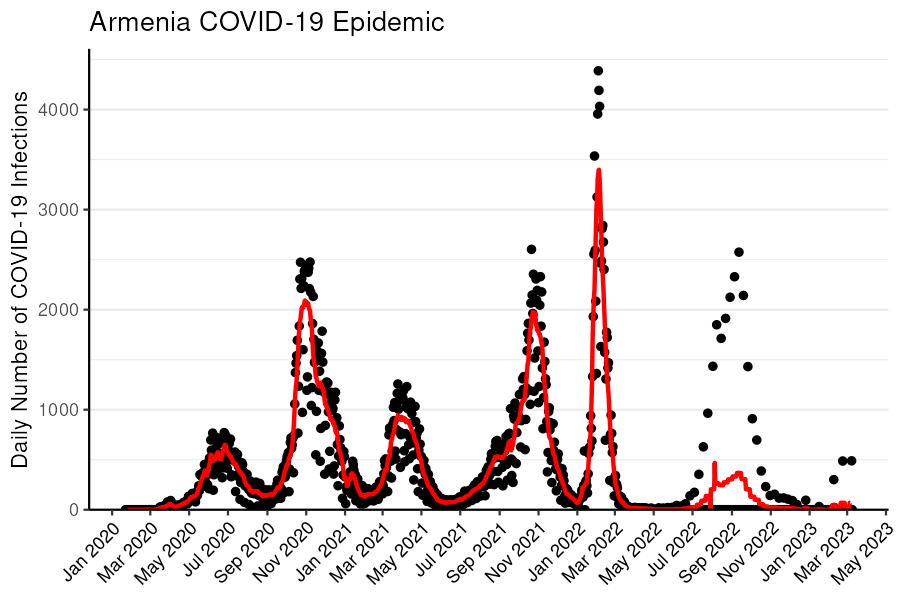 Armenia COVID-19 Epidemic
Daily Number of COVID-19 Infections
4000
3000
2000
1000
0
Jan 2020
Mar 2020
May 2020
Jul 2020
Sep 2020
Nov 2020
Jan 2021
Mar 2021
May 2021
Jul 2021
Sep 2021
Nov 2021
Jan 2022
Mar 2022
May 2022
Jul 2022
Sep 2022
Nov 2022
Jan 2023
Mar 2023
May 2023